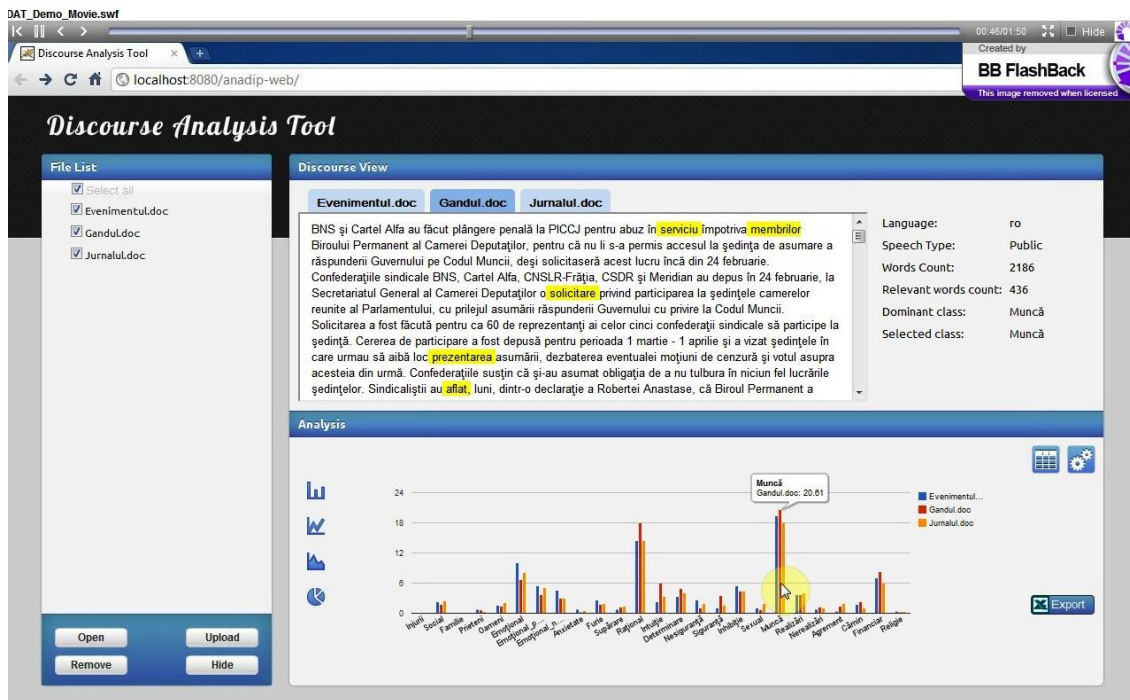 DAT_Demo_Movie.swf
00:46/01:50 Hide
Discourse Analysis Tool
Created by
BB FlashBack
This image removed when licensed
localhost:8080/anadip-web/
Discourse Analysis Tool
File List
Select all
Evenimentul.doc
Gandul.doc
Jurnalul.doc
Open
Upload
Remove
Hide
Discourse View
Evenimentul.doc Gandul.doc Jurnalul.doc
BNS şi Cartel Alfa au făcut plângere penală la PICCJ pentru abuz în serviciu împotriva membrilor
Biroului Permanent al Camerei Deputaţilor, pentru că nu li s-a permis accesul la şedinţa de asumare a
răspunderii Guvernului pe Codul Muncii, deşi solicitaseră acest lucru încă din 24 februarie.
Confederaţiile sindicale BNS, Cartel Alfa, CNSLR-Frăţia, CSDR şi Meridian au depus în 24 februarie, la
Secretariatul General al Camerei Deputaţilor o solicitare privind participarea la şedinţele camerelor
reunite al Parlamentului, cu prilejul asumării răspunderii Guvernului cu privire la Codul Muncii.
Solicitarea a fost făcută pentru ca 60 de reprezentanţi ai celor cinci confederaţii sindicale să participe la
şedinţă. Cererea de participare a fost depusă pentru perioada 1 martie - 1 aprilie şi a vizat şedinţele în
care urmau să aibă loc prezentarea asumării, dezbaterea eventualei moţiuni de cenzură şi votul asupra
acesteia din urmă. Confederaţiile susţin că şi-au asumat obligaţia de a nu tulbura în niciun fel lucrările
şedinţelor. Sindicaliştii au aflat, luni, dintr-o declaraţie a Robertei Anastase, că Biroul Permanent a
Language: ro
Speech Type: Public
Words Count: 2186
Relevant words count: 436
Dominant class: Muncă
Selected class: Muncă
Analysis
Muncă
Gandul.doc: 20.61
24
18
12
6
0
Evenimentul...
Gandul.doc
Jurnalul.doc
Injurii
Social
Familie
Prieteni
Oameni
Emoţional
Emoţional_p...
Emoţional_n...
Anxietate
Furie
Supărare
Raţional
Intuiţie
Determinare
Nesiguranţă
Siguranţă
Inhibiţie
Sexual
Muncă
Realizări
Nerealizări
Agrement
Cămin
Financiar
Religie
Export